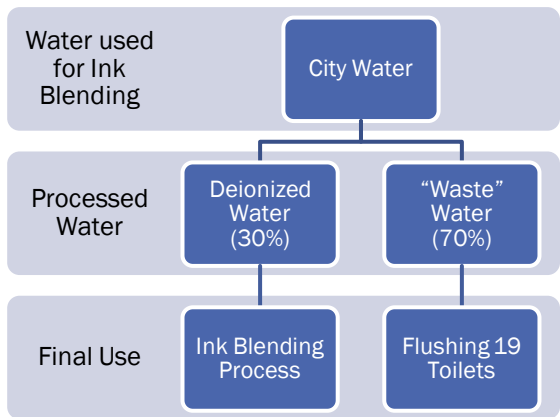 Water used
for Ink
Blending
City Water
Processed
Water
Deionized
Water
(30%)
“Waste”
Water
(70%)
Final Use
Ink Blending
Process
Flushing 19
Toilets